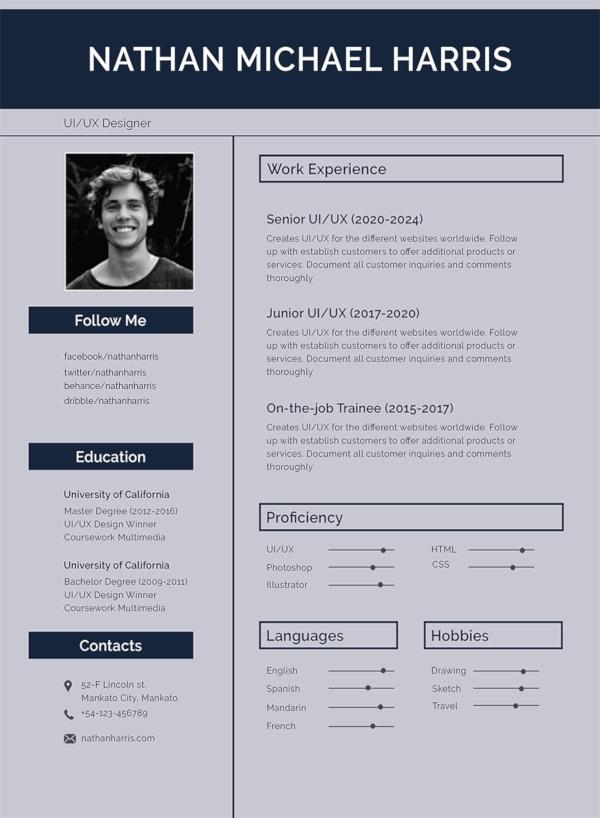 NATHAN MICHAEL HARRIS
UI/UX Designer
Follow Me
facebook/nathanharris
twitter/nathanharris
behance/nathanharris
dribble/nathanharris
Education
University of California
Master Degree (2012-2016)
UI/UX Design Winner
Coursework Multimedia
University of California
Bachelor Degree (2009-2011)
UI/UX Design Winner
Coursework Multimedia
Contacts
52-F Lincoln st.
Mankato City, Mankato
+54-123-456789
nathanharris.com
Work Experience
Senior UI/UX (2020-2024)
Creates UI/UX for the different websites worldwide. Follow
up with establish customers to offer additional products or
services. Document all customer inquiries and comments
thoroughly
Junior UI/UX (2017-2020)
Creates UI/UX for the different websites worldwide. Follow
up with establish customers to offer additional products or
services. Document all customer inquiries and comments
thoroughly
On-the-job Trainee (2015-2017)
Creates UI/UX for the different websites worldwide. Follow
up with establish customers to offer additional products or
services. Document all customer inquiries and comments
thoroughly
Proficiency
UI/UX
Photoshop
Illustrator
HTML
CSS
Languages
English
Spanish
Mandarin
French
Hobbies
Drawing
Sketch
Travel